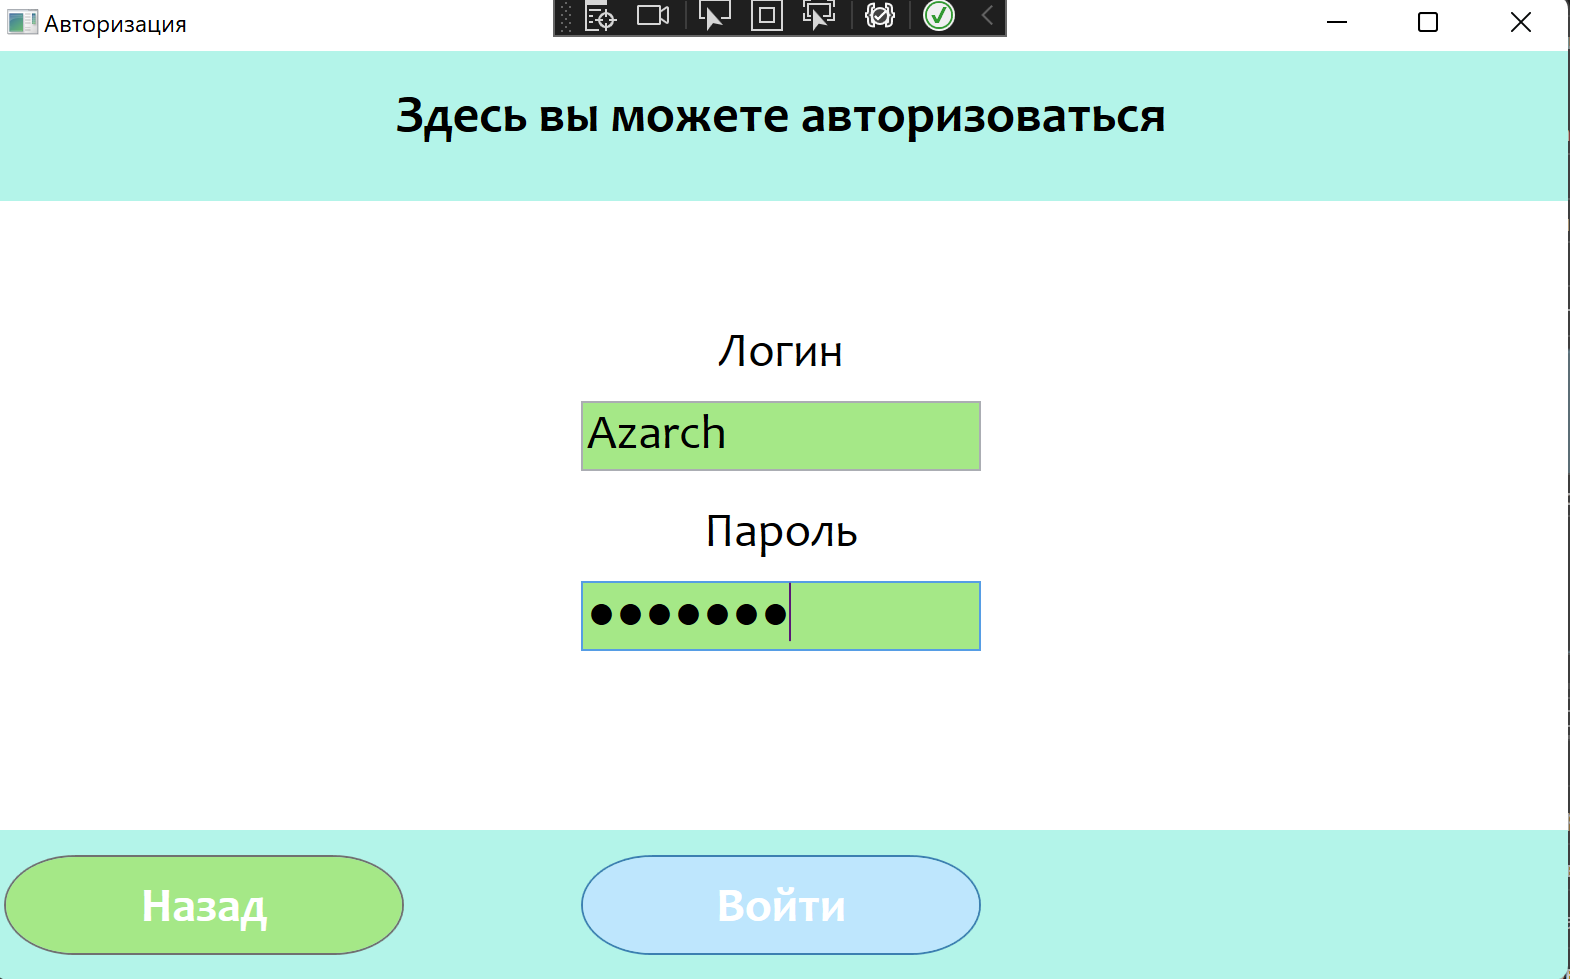 Авторизация
Здесь вы можете авторизоваться
Логин
Azarch
Пароль
Назад
Войти